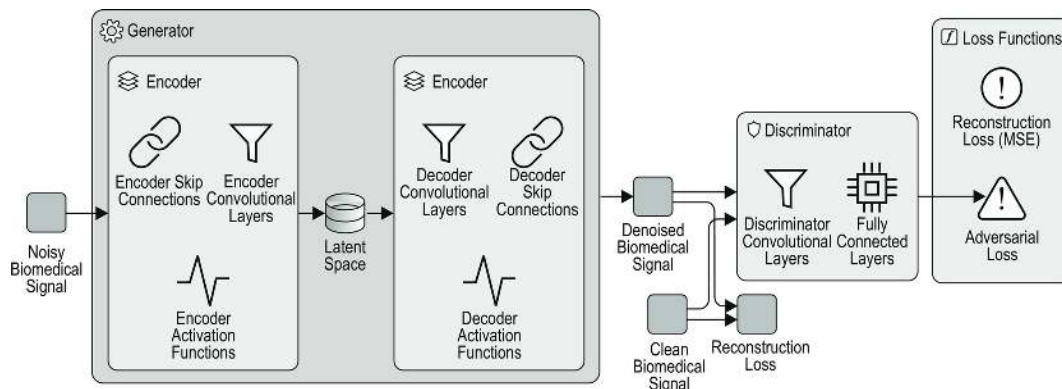 Generator
Encoder
Encoder Skip
Connections
Encoder
Convolutional
Layers
Encoder
Activation
Functions
Noisy
Biomedical
Signal
Latent
Space
Encoder
Decoder
Convolutional
Layers
Decoder
Skip
Connections
Decoder
Activation
Functions
Denoised
Biomedical
Signal
Clean
Biomedical
Signal
Reconstruction
Loss
Discriminator
Discriminator
Convolutional
Layers
Fully
Connected
Layers
f Loss Functions
Reconstruction
Loss (MSE)
Adversarial
Loss